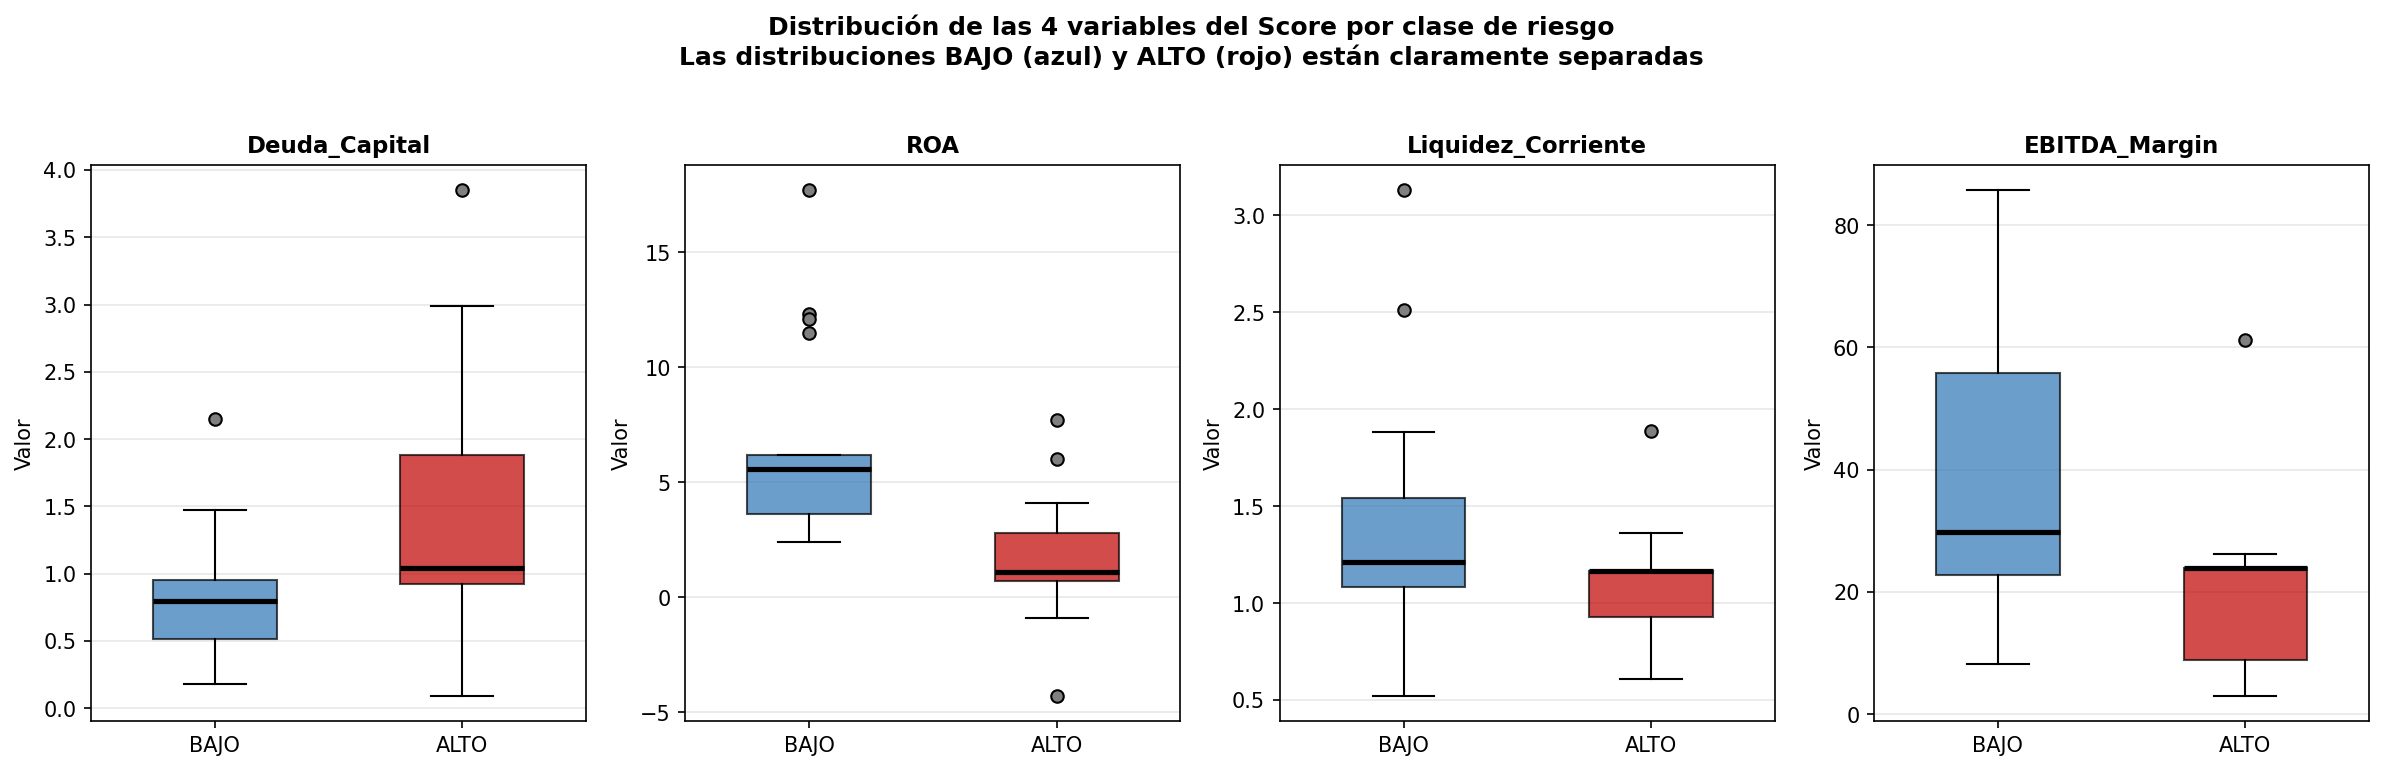 Distribución de las 4 variables del Score por clase de riesgo
Las distribuciones BAJO (azul) y ALTO (rojo) están claramente separadas
Deuda_Capital
4.0
3.5
3.0
2.5
2.0
1.5
1.0
0.5
0.0
Valor
BAJO
ALTO
ROA
15
10
5
0
−5
Valor
BAJO
ALTO
Liquidez_Corriente
3.0
2.5
2.0
1.5
1.0
0.5
Valor
BAJO
ALTO
EBITDA_Margin
80
60
40
20
0
Valor
BAJO
ALTO